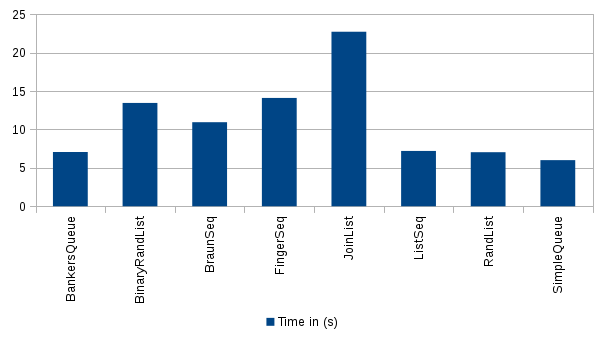 25
20
15
10
5
0
BankersQueue
BinaryRandList
BraunSeq
FingerSeq
JoinList
ListSeq
RandList
SimpleQueue
Time in (s)